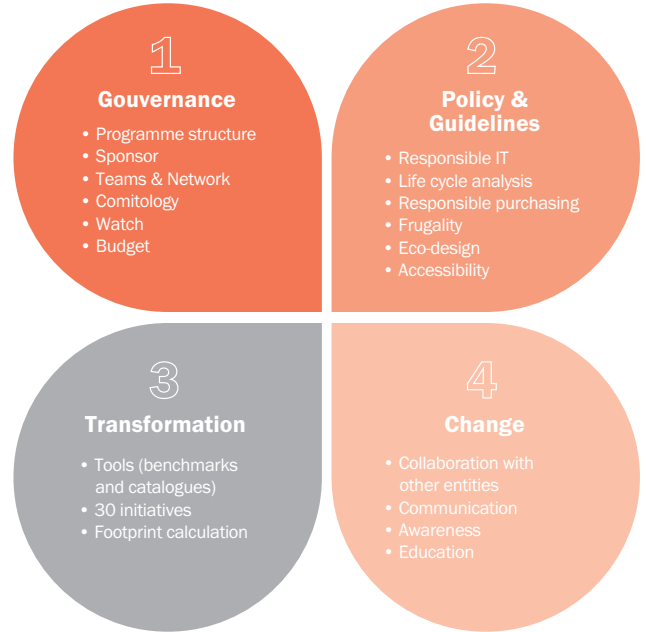 1
Gouvernance
• Programme structure
• Sponsor
• Teams & Network
• Comitology
• Watch
• Budget
2
Policy &
Guidelines
• Responsible IT
• Life cycle analysis
• Responsible purchasing
• Frugality
• Eco-design
• Accessibility
3
Transformation
• Tools (benchmarks
and catalogues)
• 30 initiatives
• Footprint calculation
4
Change
• Collaboration with
other entities
• Communication
• Awareness
• Education